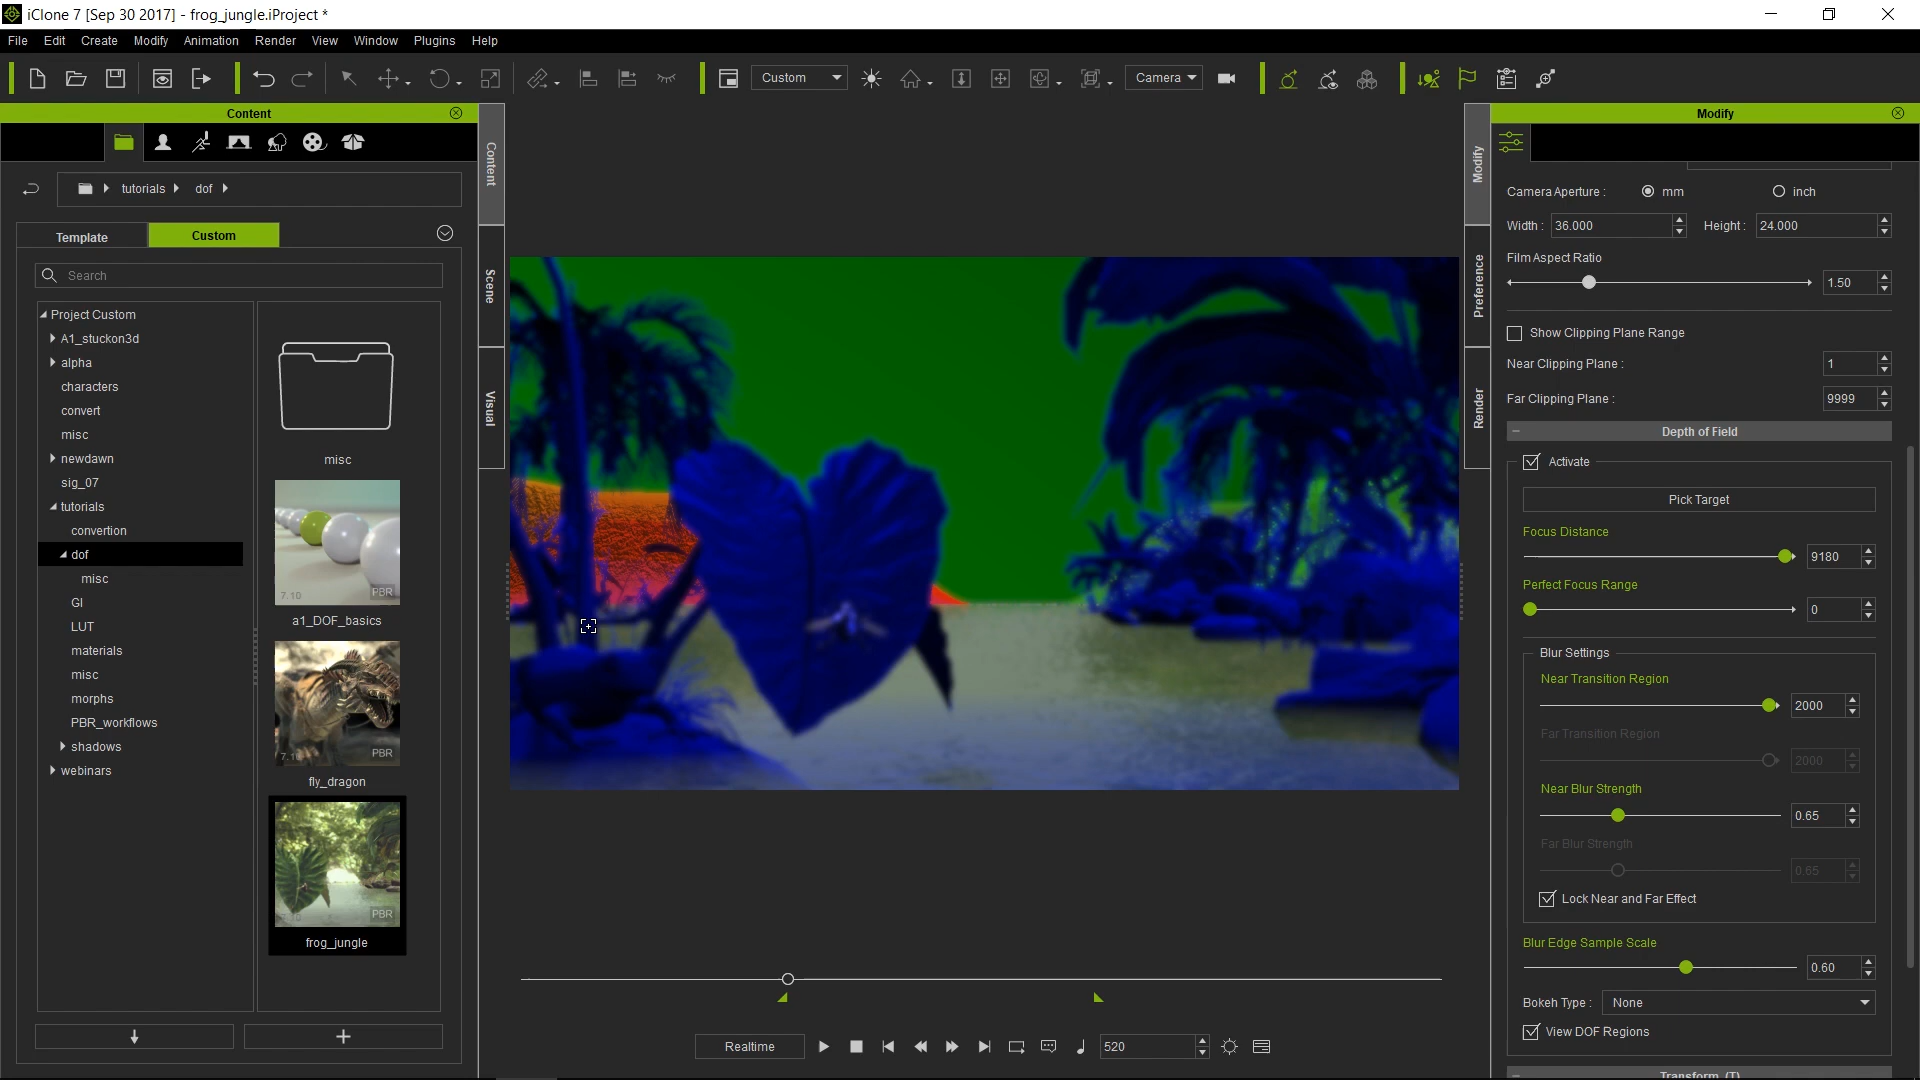 iClone 7 [Sep 30 2017] - frog_jungle.iProject *
File Edit Create Modify Animation Render View Window Plugins Help
Custom
Camera
Content
tutorials dof
Template Custom
Search
Project Custom
A1_stuckon3d
alpha
characters
convert
misc
newdawn
sig_07
tutorials
convertion
dof
misc
GI
LUT
materials
misc
morphs
PBR_workflows
shadows
webinars
misc
7.10 PBR
a1_DOF_basics
7.10 PBR
fly_dragon
PBR
frog_jungle
Content
Scene
Visual
Realtime
520
Modify
Preference
Render
Modify
Camera Aperture : mm inch
Width : 36.000 Height : 24.000
Film Aspect Ratio
1.50
Show Clipping Plane Range
Near Clipping Plane : 1
Far Clipping Plane : 9999
Depth of Field
Activate
Pick Target
Focus Distance
9180
Perfect Focus Range
0
Blur Settings
Near Transition Region
2000
Far Transition Region
2000
Near Blur Strength
0.65
Far Blur Strength
0.65
Lock Near and Far Effect
Blur Edge Sample Scale
0.60
Bokeh Type : None
View DOF Regions
Transform (T)